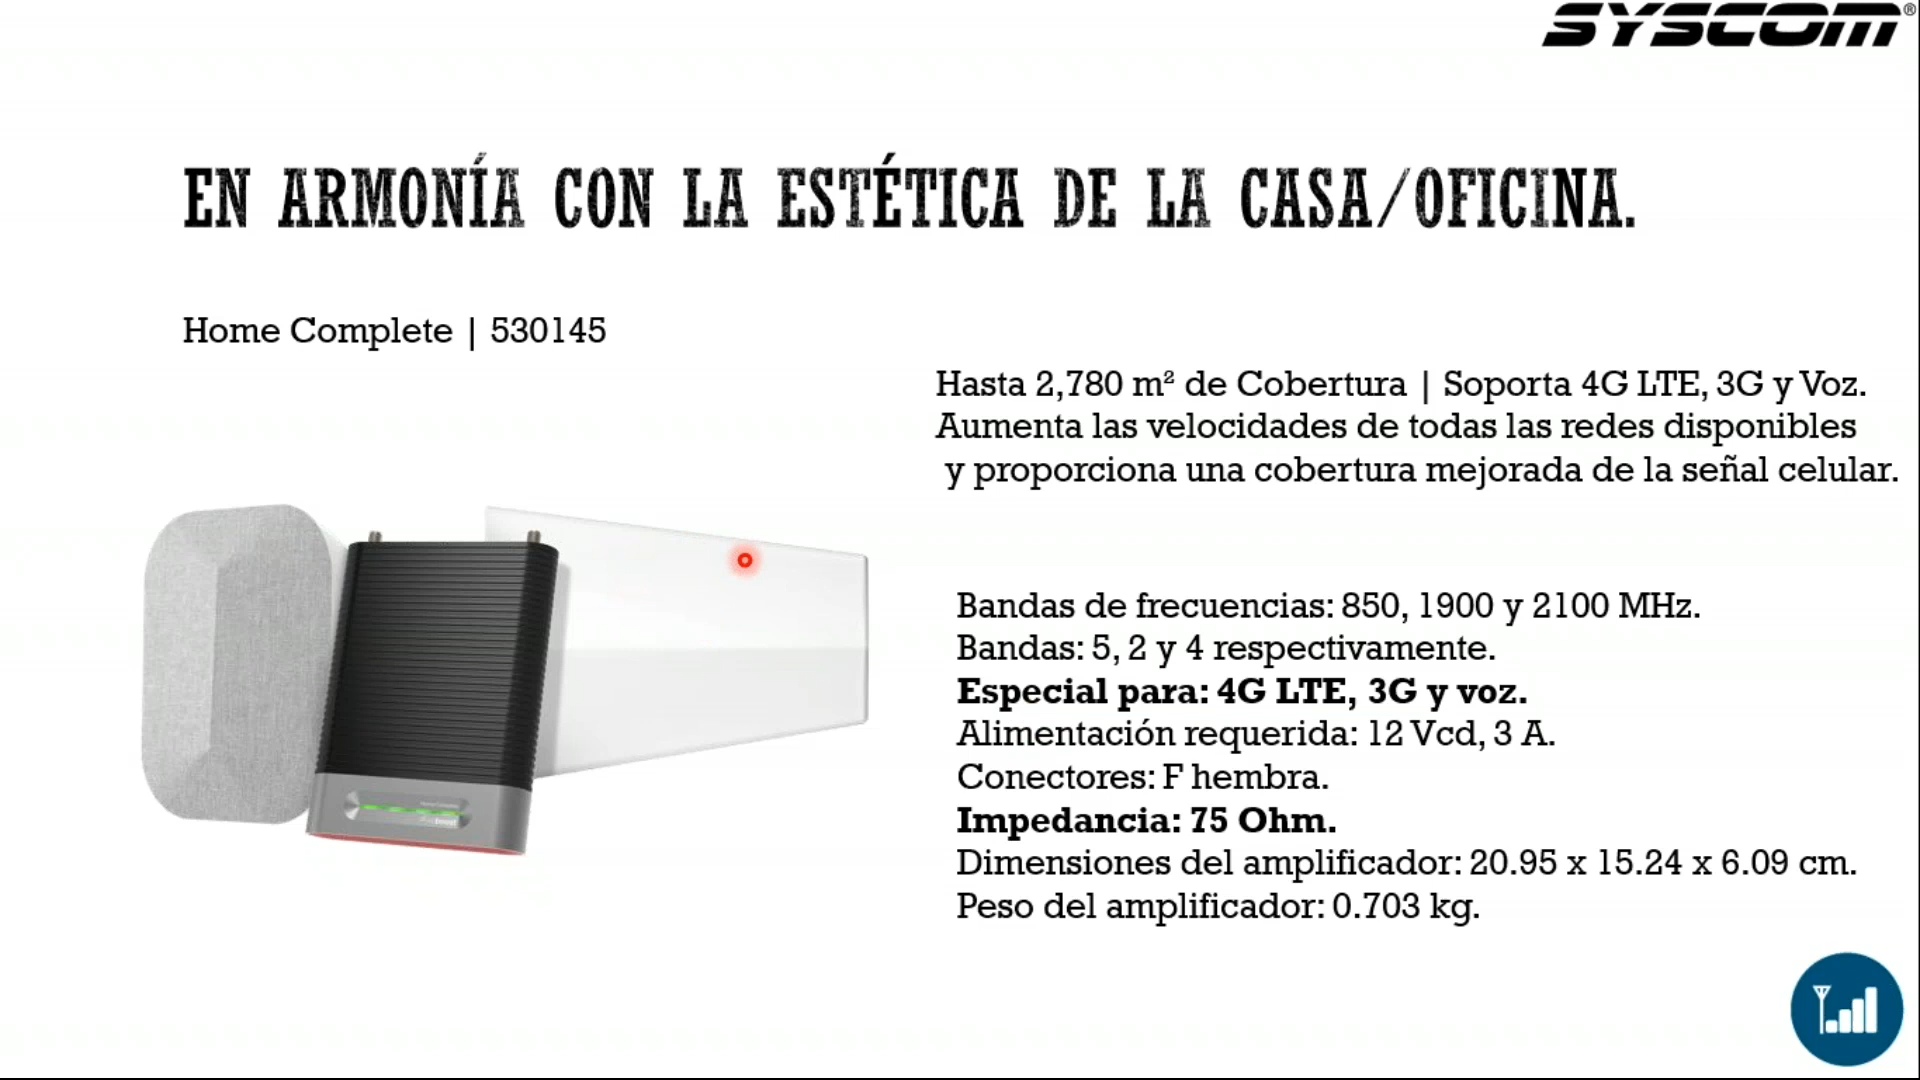 SYSCOM®
EN ARMONÍA CON LA ESTÉTICA DE LA CASA/OFICINA.
Home Complete | 530145
Hasta 2,780 m² de Cobertura | Soporta 4G LTE, 3G y Voz.
Aumenta las velocidades de todas las redes disponibles
y proporciona una cobertura mejorada de la señal celular.
Bandas de frecuencias: 850, 1900 y 2100 MHz.
Bandas: 5, 2 y 4 respectivamente.
Especial para: 4G LTE, 3G y voz.
Alimentación requerida: 12 Vcd, 3 A.
Conectores: F hembra.
Impedancia: 75 Ohm.
Dimensiones del amplificador: 20.95 x 15.24 x 6.09 cm.
Peso del amplificador: 0.703 kg.